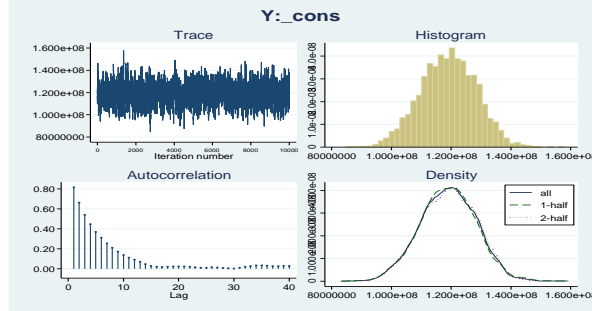 Y:_cons
Trace
1.600e+08
1.400e+08
1.200e+08
1.000e+08
80000000
0 2000 4000 6000 8000 10000
Iteration number
Histogram
80000000 1.000e+08 1.200e+08 1.400e+08 1.600e+08
Autocorrelation
0.80
0.60
0.40
0.20
0.00
0 10 20 30 40
Lag
Density
all
1-half
2-half
80000000 1.000e+08 1.200e+08 1.400e+08 1.600e+08